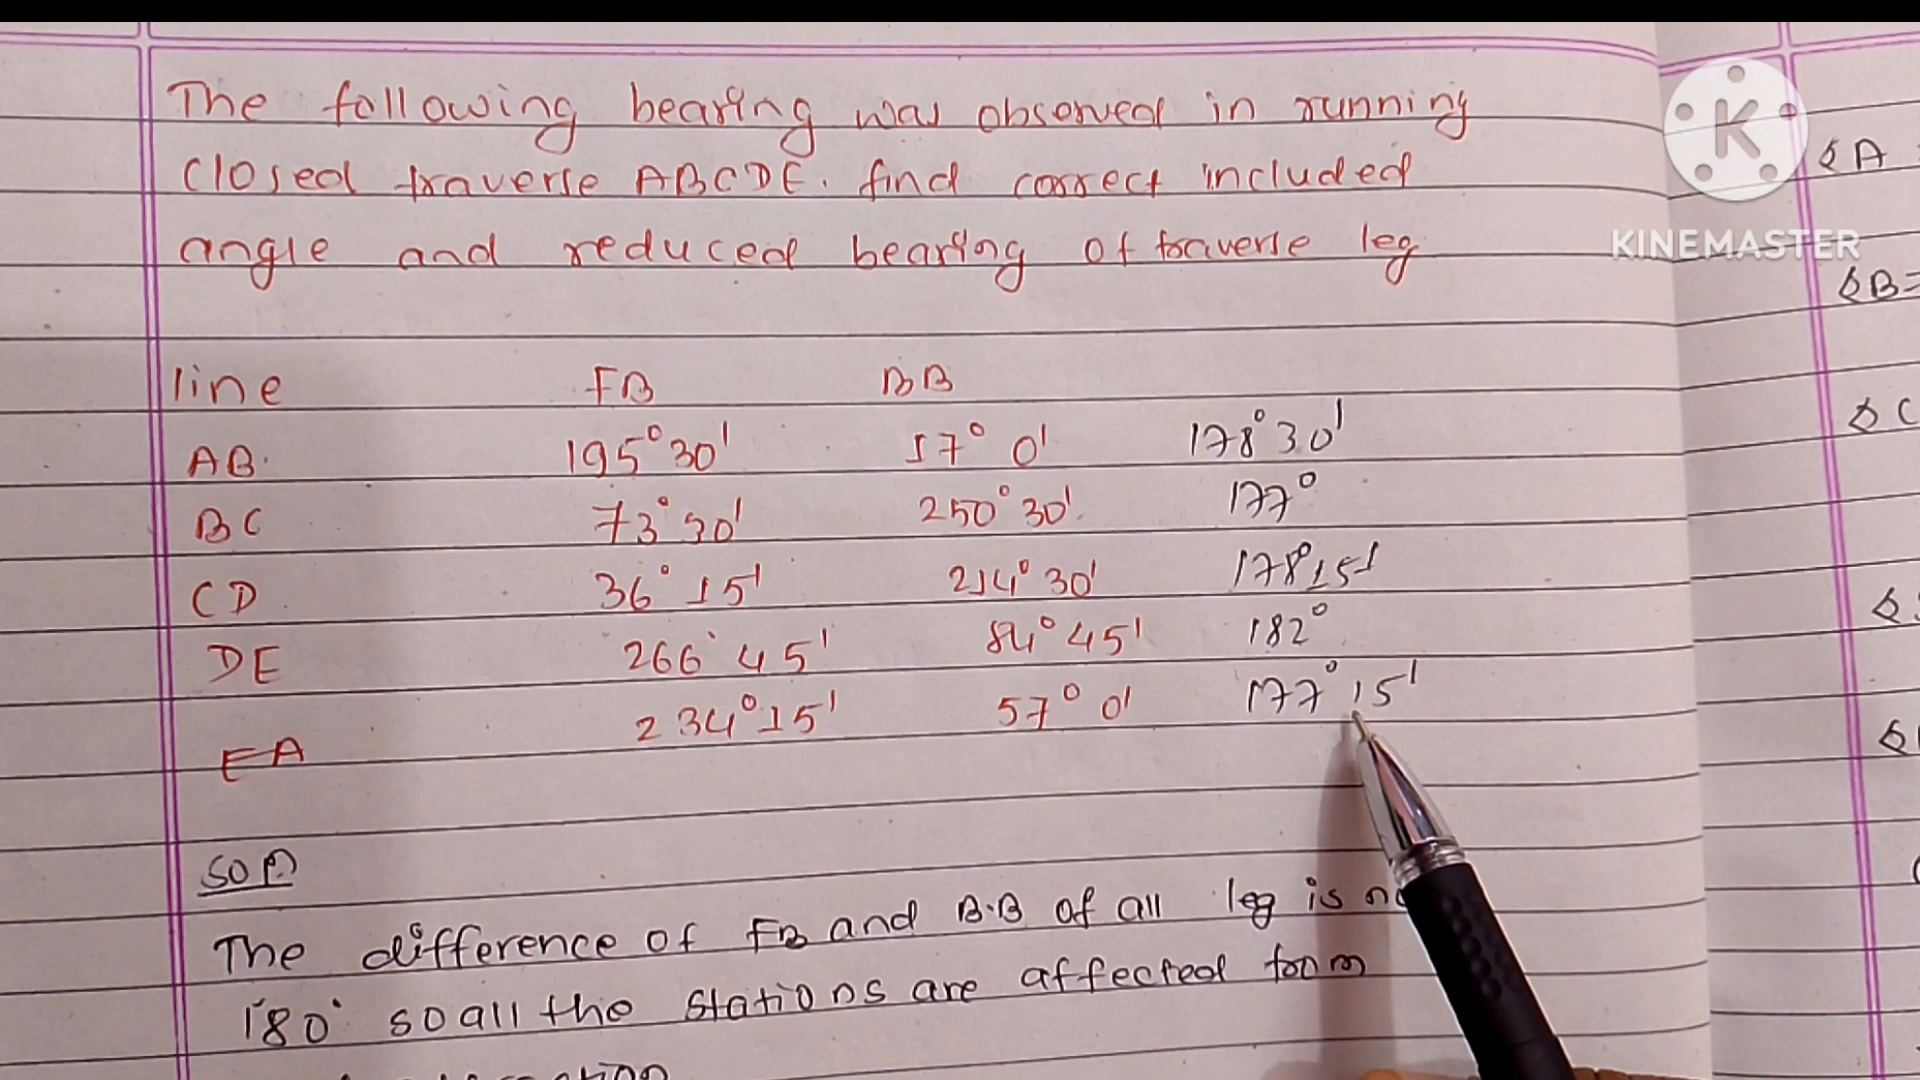 The following bearing was observed in running
closed traverse ABCDE. find correct included
angle and reduced bearing of traverse leg
line FB BB
AB. 195°30' 17° 0' 178°30'
BC 73°30' 250°30' 177°
CD 36°15' 214°30' 178°15'
DE 266°45' 84°45' 182°
EA 234°15' 57°0' 177°15'
Sol
The difference of FB and B.B of all leg is
180° so all the stations are affected form
KINEMASTER
∠A
∠B=
∠C